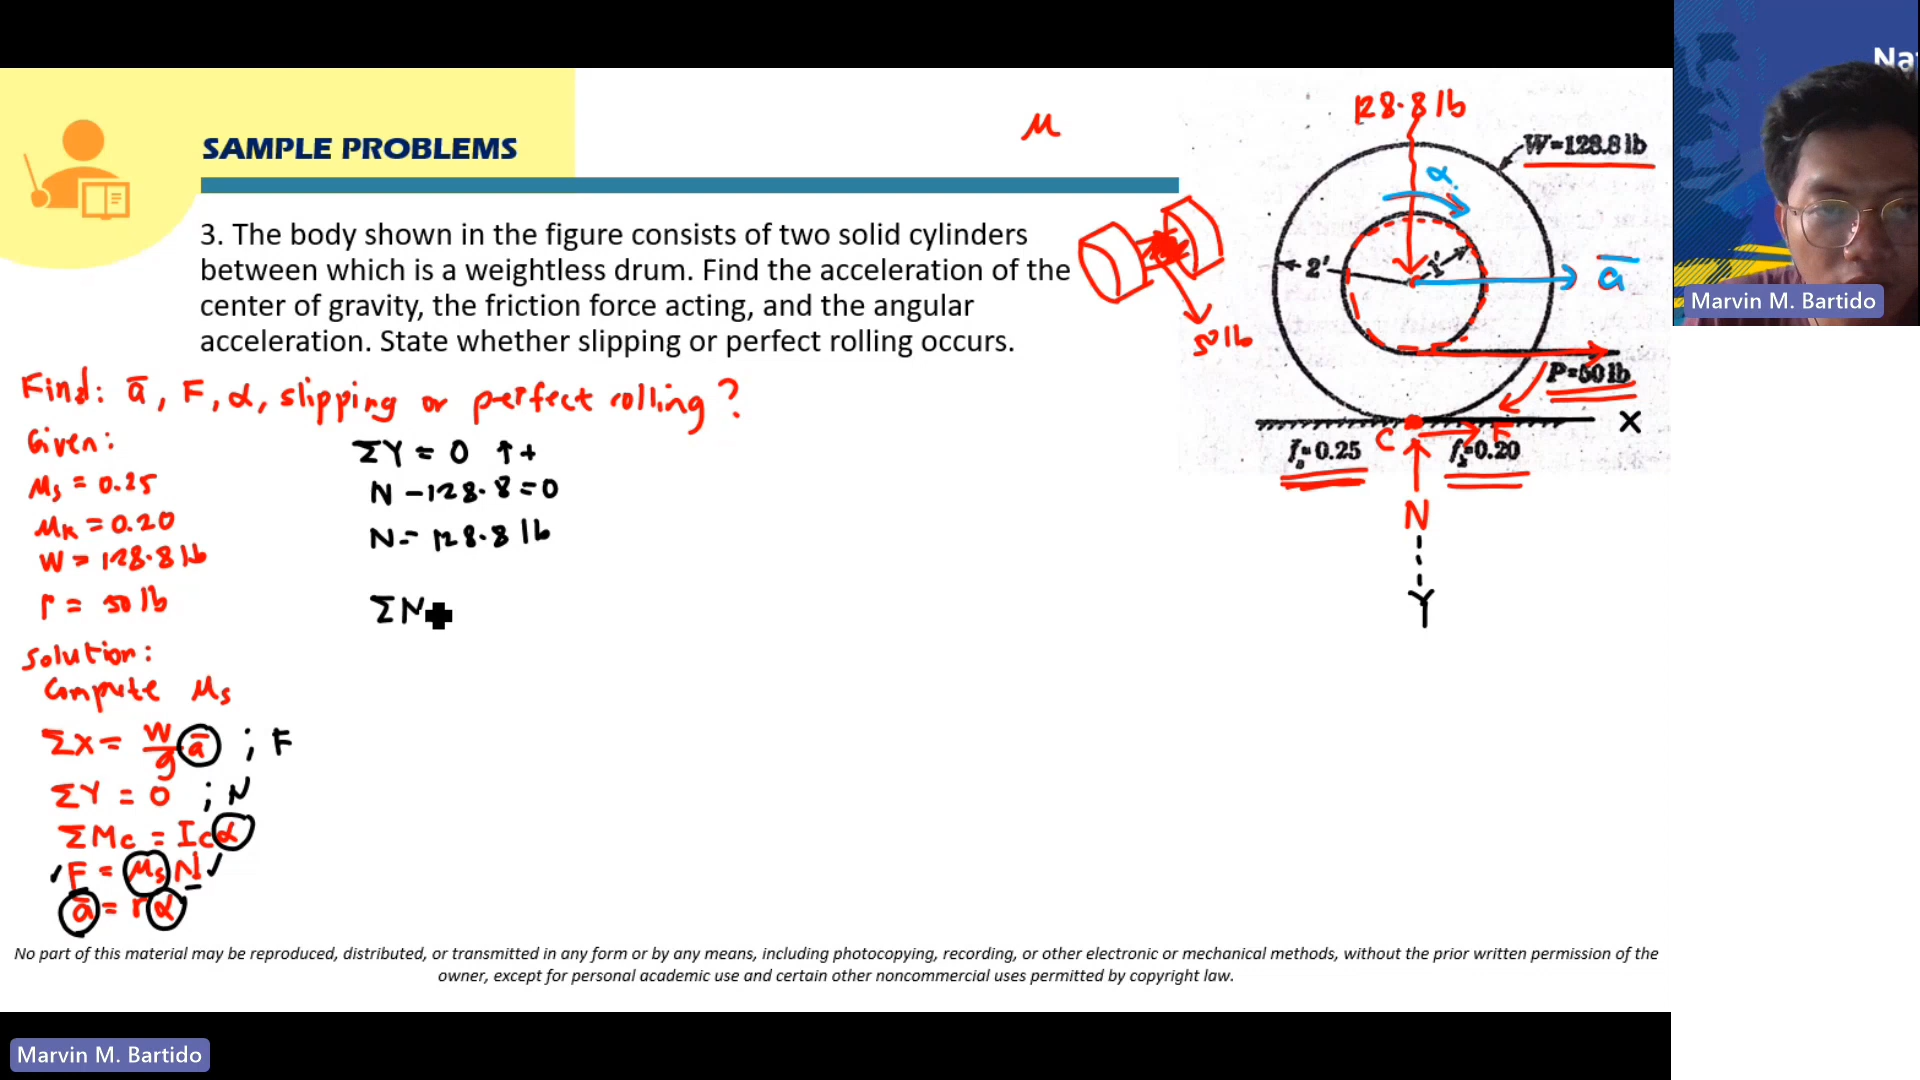 Na
128.8 lb
μ
SAMPLE PROBLEMS
W=128.8 lb
α
3. The body shown in the figure consists of two solid cylinders
between which is a weightless drum. Find the acceleration of the
center of gravity, the friction force acting, and the angular
acceleration. State whether slipping or perfect rolling occurs.
2'
1'
a̅
Marvin M. Bartido
50 lb
P=50 lb
Find: a̅, F, α, slipping or perfect rolling?
X
Given:
ΣY = 0 ↑+
C
F
μs = 0.25
N - 128.8 = 0
fs=0.25
fk=0.20
μk = 0.20
N = 128.8 lb
N
W = 128.8 lb
P = 50 lb
ΣN
Y
Solution:
Compute μs
ΣX = W/g a̅ ; F
ΣY = 0 ; N
ΣMc = Ic α
F = μs N
a̅ = r α
No part of this material may be reproduced, distributed, or transmitted in any form or by any means, including photocopying, recording, or other electronic or mechanical methods, without the prior written permission of the
owner, except for personal academic use and certain other noncommercial uses permitted by copyright law.
Marvin M. Bartido